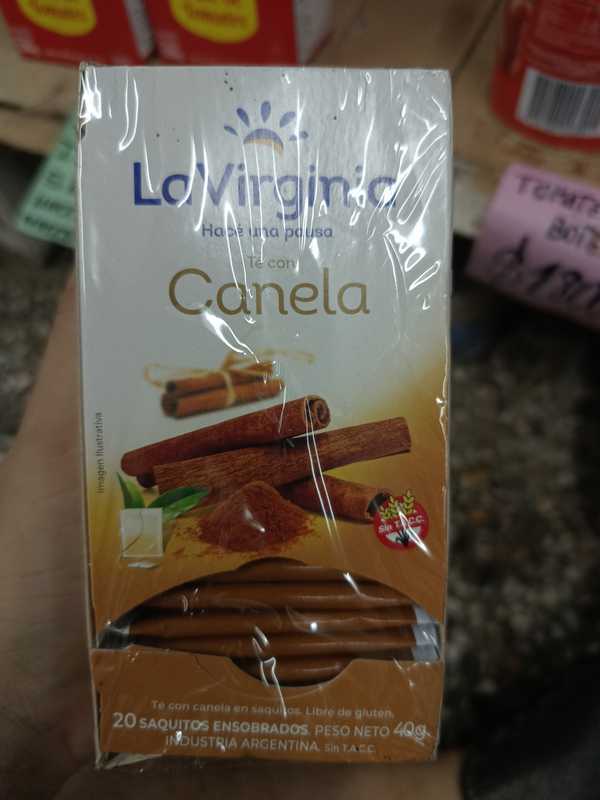 LaVirginia
Hacé una pausa
Té con
Canela
Imagen Ilustrativa
Sin T.A.C.C.
Té con canela en saquitos. Libre de gluten.
20 SAQUITOS ENSOBRADOS. PESO NETO 40g.
INDUSTRIA ARGENTINA. Sin T.A.C.C.
TOMATE